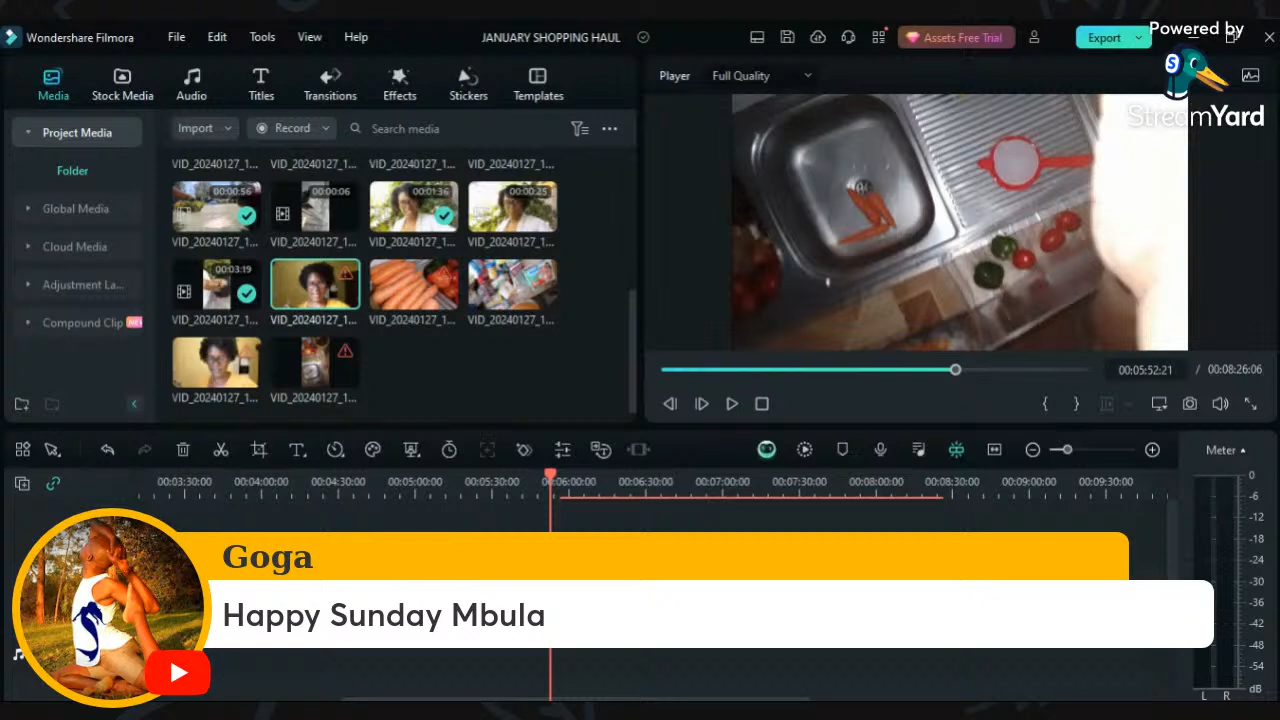 Powered by
StreamYard
Wondershare Filmora
File Edit Tools View Help
JANUARY SHOPPING HAUL
Assets Free Trial
Export
Media Stock Media Audio Titles Transitions Effects Stickers Templates
Player Full Quality
Project Media
Import Record Search media
Folder
Global Media
Cloud Media
Adjustment La...
Compound Clip NEW
VID_20240127_1... VID_20240127_1... VID_20240127_1... VID_20240127_1...
00:00:56 00:00:06 00:01:36 00:00:25
VID_20240127_1... VID_20240127_1... VID_20240127_1... VID_20240127_1...
00:03:19
VID_20240127_1... VID_20240127_1... VID_20240127_1... VID_20240127_1...
VID_20240127_1... VID_20240127_1...
00:05:52:21 / 00:08:26:06
{ }
Meter
00:03:30:00 00:04:00:00 00:04:30:00 00:05:00:00 00:05:30:00 00:06:00:00 00:06:30:00 00:07:00:00 00:07:30:00 00:08:00:00 00:08:30:00 00:09:00:00 00:09:30:00
0
-6
-12
-18
-24
-30
-36
-42
-48
-54
dB
L R
Goga
Happy Sunday Mbula